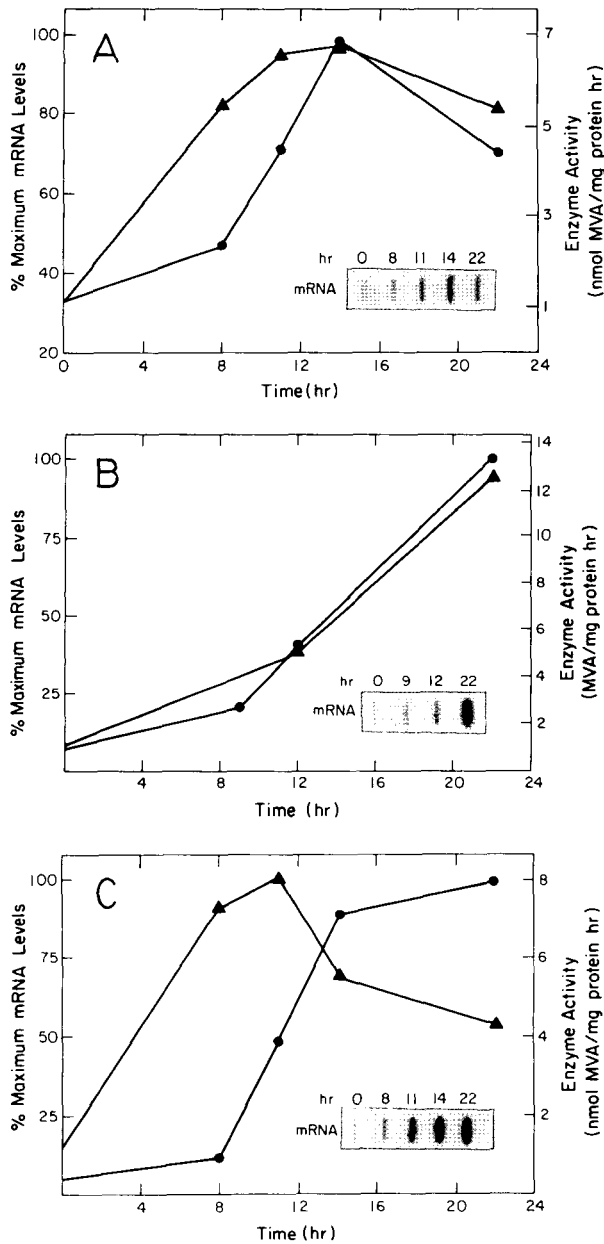 A
% Maximum mRNA Levels
100
80
60
40
20
7
5
3
1
Enzyme Activity
(nmol MVA/mg protein hr)
hr 0 8 11 14 22
mRNA
0 4 8 12 16 20 24
Time (hr)
B
% Maximum mRNA Levels
100
75
50
25
14
12
10
8
6
4
2
Enzyme Activity
(MVA/mg protein hr)
hr 0 9 12 22
mRNA
4 8 12 16 20 24
Time (hr)
C
% Maximum mRNA Levels
100
75
50
25
8
6
4
2
Enzyme Activity
(nmol MVA/mg protein hr)
hr 0 8 11 14 22
mRNA
4 8 12 16 20 24
Time (hr)